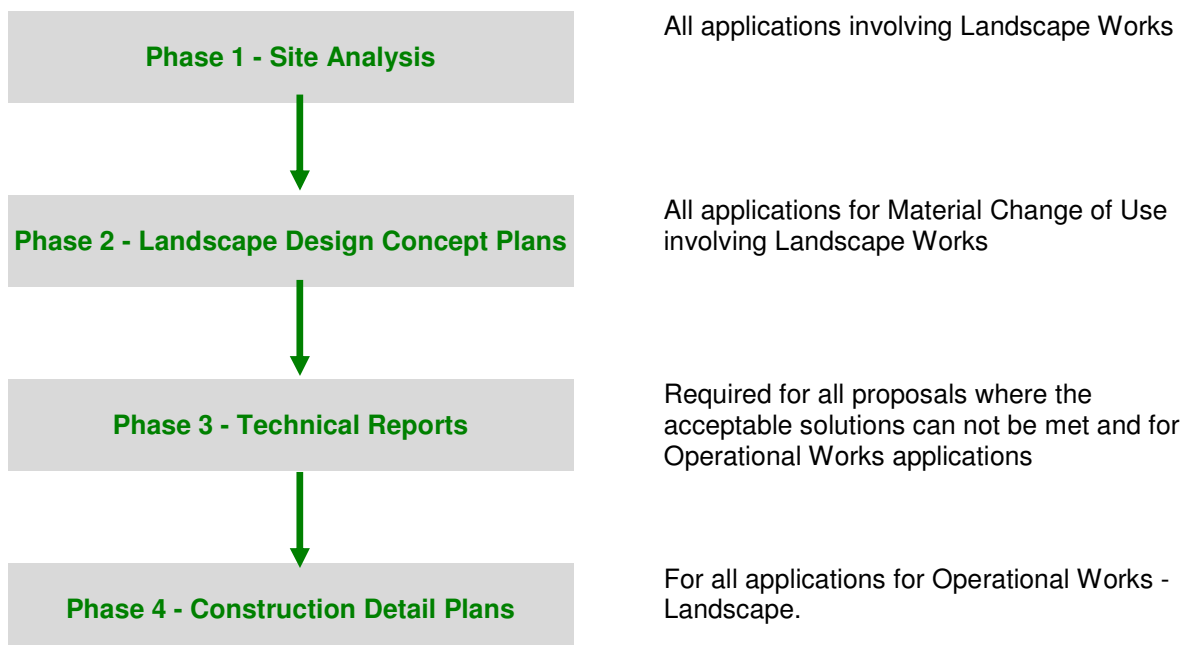 Phase 1 - Site Analysis
All applications involving Landscape Works
Phase 2 - Landscape Design Concept Plans
All applications for Material Change of Use
involving Landscape Works
Phase 3 - Technical Reports
Required for all proposals where the
acceptable solutions can not be met and for
Operational Works applications
Phase 4 - Construction Detail Plans
For all applications for Operational Works -
Landscape.